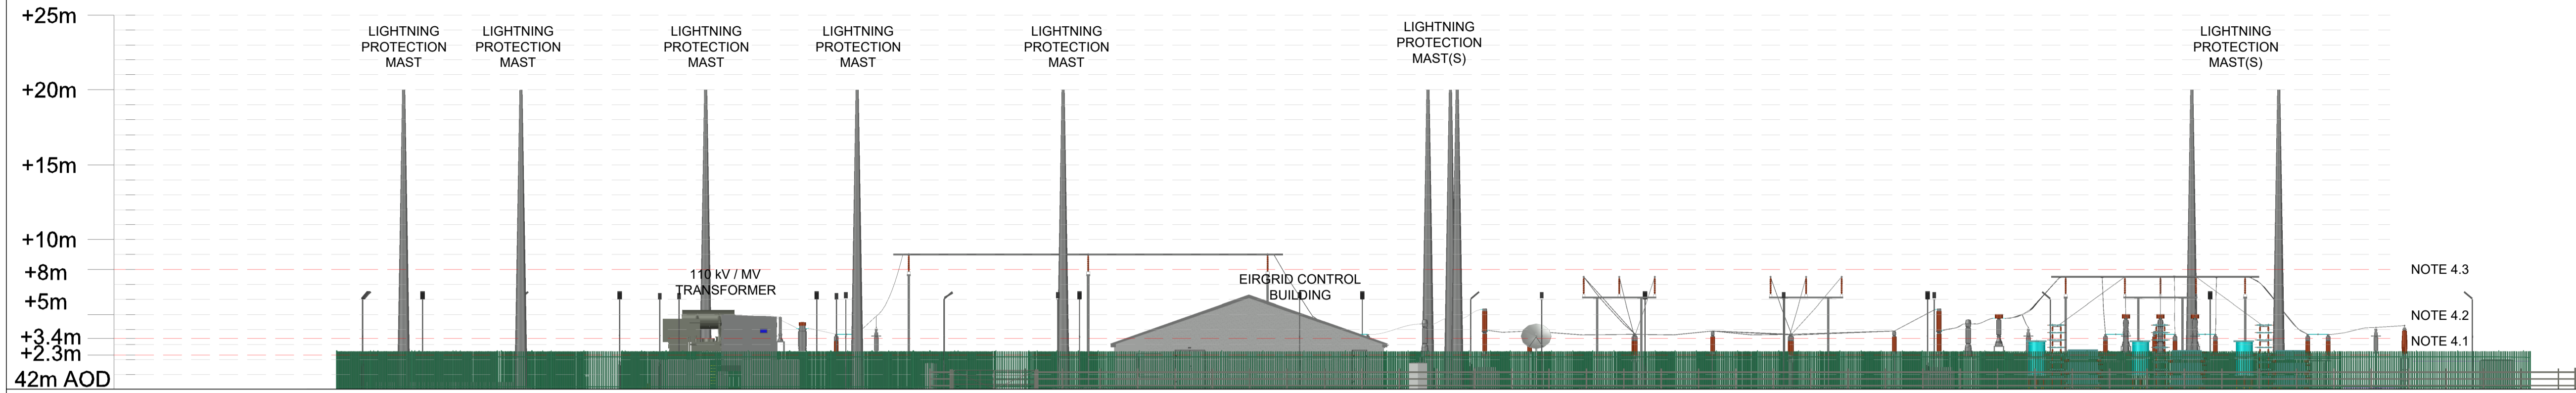 +25m
+20m
+15m
+10m
+8m
+5m
+3.4m
+2.3m
42m AOD
LIGHTNING
PROTECTION
MAST
LIGHTNING
PROTECTION
MAST
LIGHTNING
PROTECTION
MAST
LIGHTNING
PROTECTION
MAST
LIGHTNING
PROTECTION
MAST
LIGHTNING
PROTECTION
MAST(S)
LIGHTNING
PROTECTION
MAST(S)
110 kV / MV
TRANSFORMER
EIRGRID CONTROL
BUILDING
NOTE 4.3
NOTE 4.2
NOTE 4.1